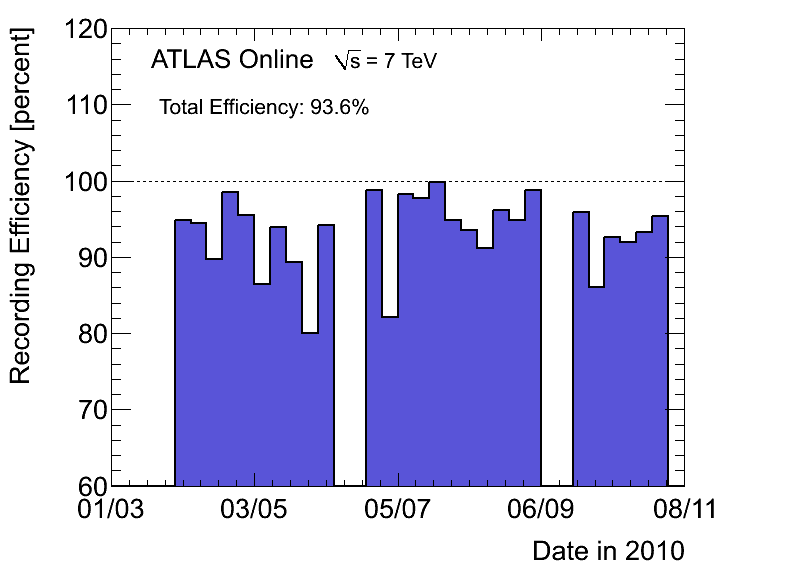 ATLAS Online √s = 7 TeV
Total Efficiency: 93.6%
Recording Efficiency [percent]
120
110
100
90
80
70
60
01/03 03/05 05/07 06/09 08/11
Date in 2010